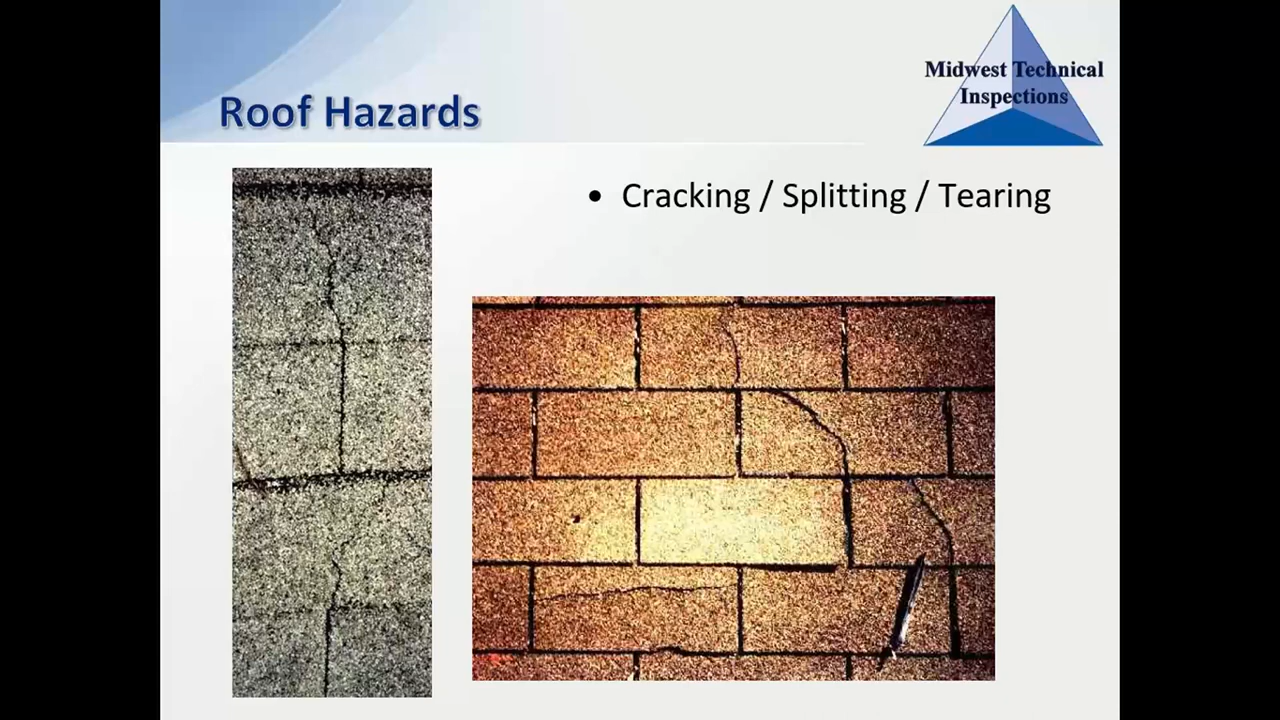 Roof Hazards
Midwest Technical
Inspections
• Cracking / Splitting / Tearing